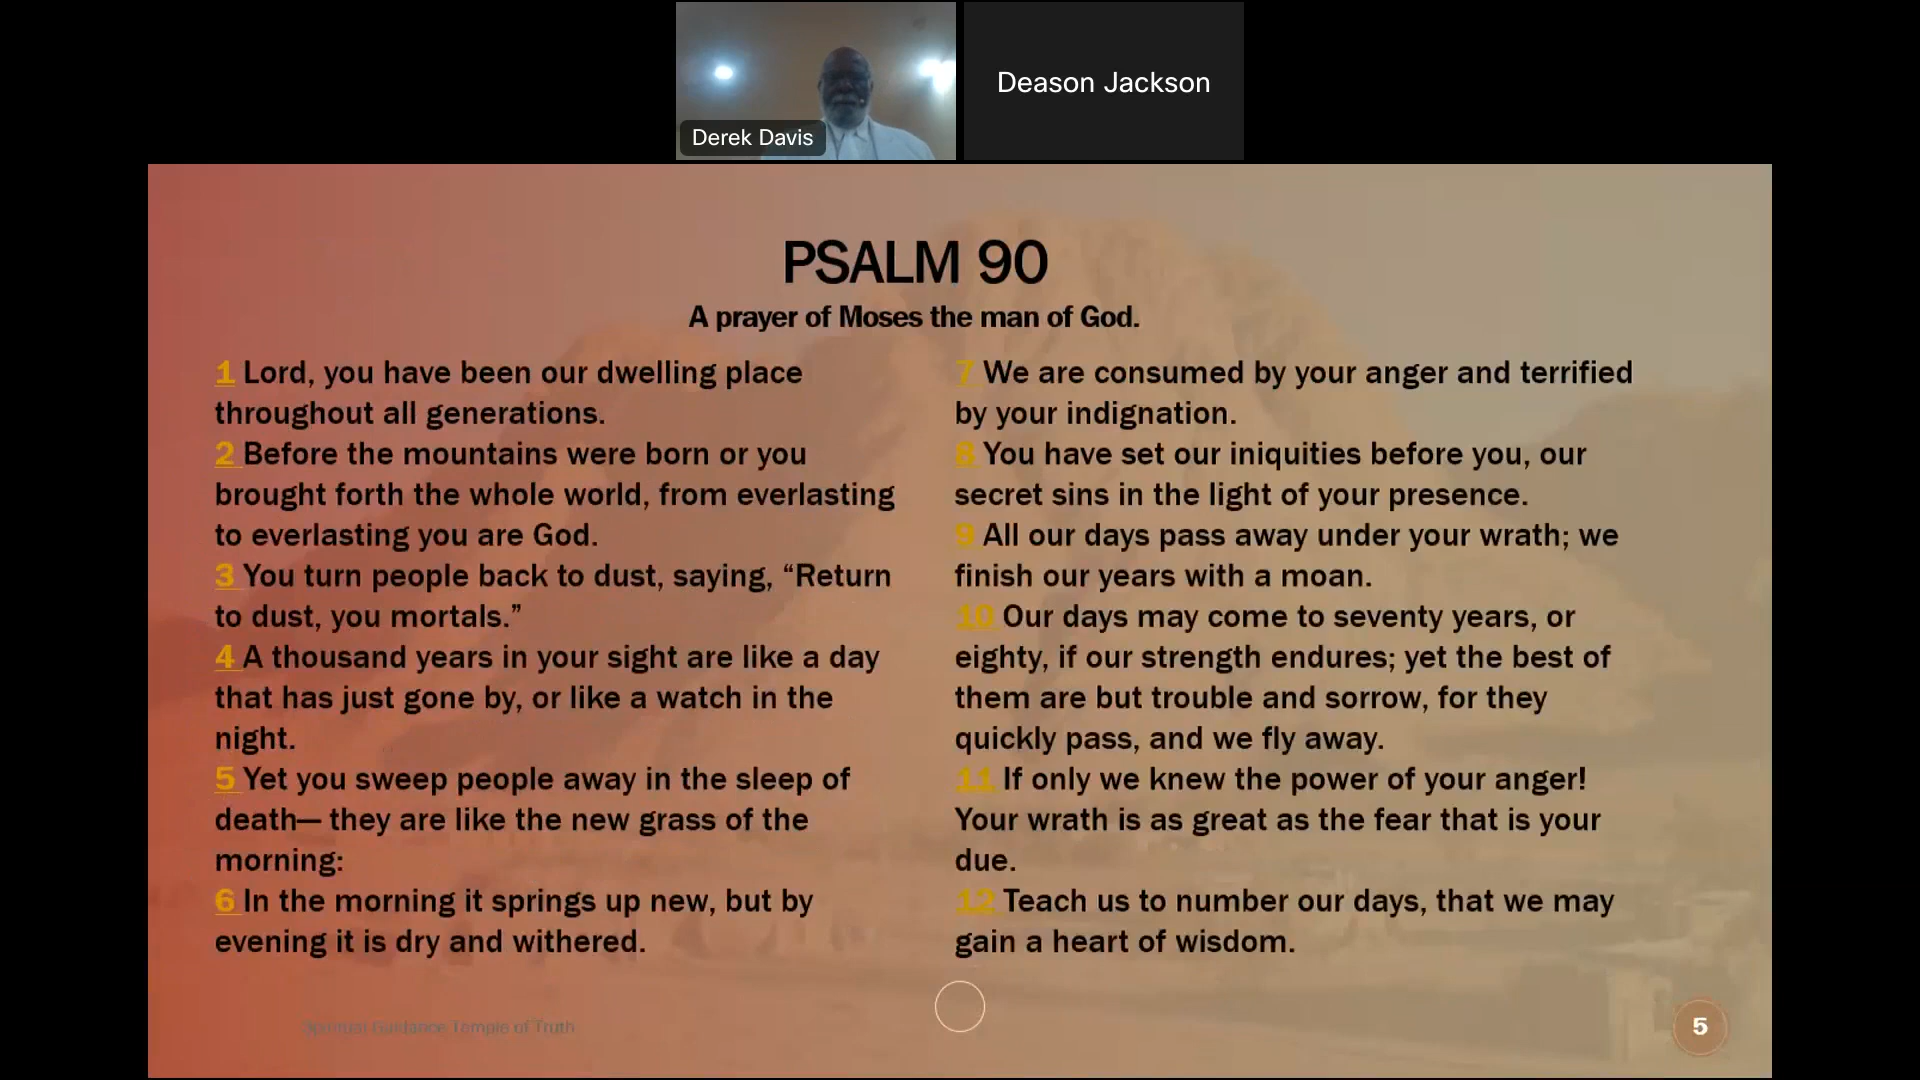 Derek Davis
Deason Jackson
PSALM 90
A prayer of Moses the man of God.
1 Lord, you have been our dwelling place
throughout all generations.
2 Before the mountains were born or you
brought forth the whole world, from everlasting
to everlasting you are God.
3 You turn people back to dust, saying, “Return
to dust, you mortals.”
4 A thousand years in your sight are like a day
that has just gone by, or like a watch in the
night.
5 Yet you sweep people away in the sleep of
death— they are like the new grass of the
morning:
6 In the morning it springs up new, but by
evening it is dry and withered.
7 We are consumed by your anger and terrified
by your indignation.
8 You have set our iniquities before you, our
secret sins in the light of your presence.
9 All our days pass away under your wrath; we
finish our years with a moan.
10 Our days may come to seventy years, or
eighty, if our strength endures; yet the best of
them are but trouble and sorrow, for they
quickly pass, and we fly away.
11 If only we knew the power of your anger!
Your wrath is as great as the fear that is your
due.
12 Teach us to number our days, that we may
gain a heart of wisdom.
Spiritual Guidance Temple of Truth
5